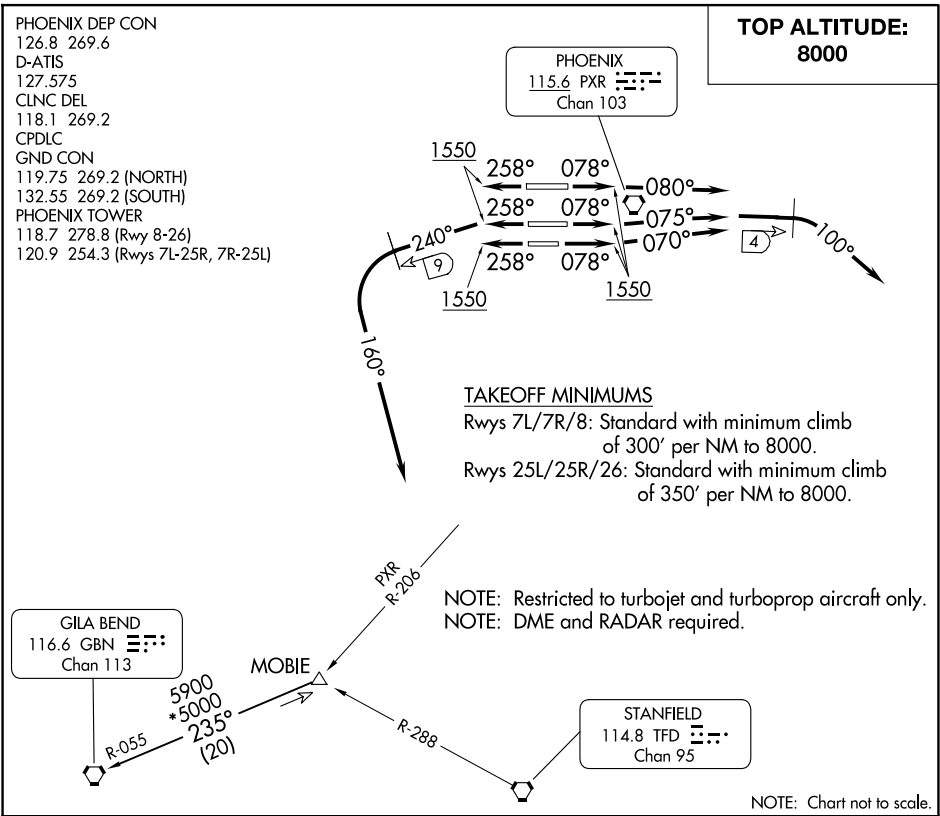 PHOENIX DEP CON
126.8 269.6
D-ATIS
127.575
CLNC DEL
118.1 269.2
CPDLC
GND CON
119.75 269.2 (NORTH)
132.55 269.2 (SOUTH)
PHOENIX TOWER
118.7 278.8 (Rwy 8-26)
120.9 254.3 (Rwys 7L-25R, 7R-25L)
TOP ALTITUDE:
8000
PHOENIX
115.6 PXR
Chan 103
1550
258° 078°
080°
258° 078°
075°
240°
070°
4
100°
9
258° 078°
1550
1550
160°
TAKEOFF MINIMUMS
Rwys 7L/7R/8: Standard with minimum climb
of 300' per NM to 8000.
Rwys 25L/25R/26: Standard with minimum climb
of 350' per NM to 8000.
PXR
R-206
NOTE: Restricted to turbojet and turboprop aircraft only.
NOTE: DME and RADAR required.
GILA BEND
116.6 GBN
Chan 113
MOBIE
5900
*5000
235°
(20)
R-055
R-288
STANFIELD
114.8 TFD
Chan 95
NOTE: Chart not to scale.